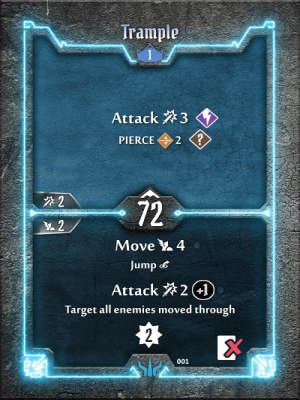 Trample
1
Attack 3
PIERCE 2 ?
2
72
2
Move 4
Jump
Attack 2 +1
Target all enemies moved through
2
001